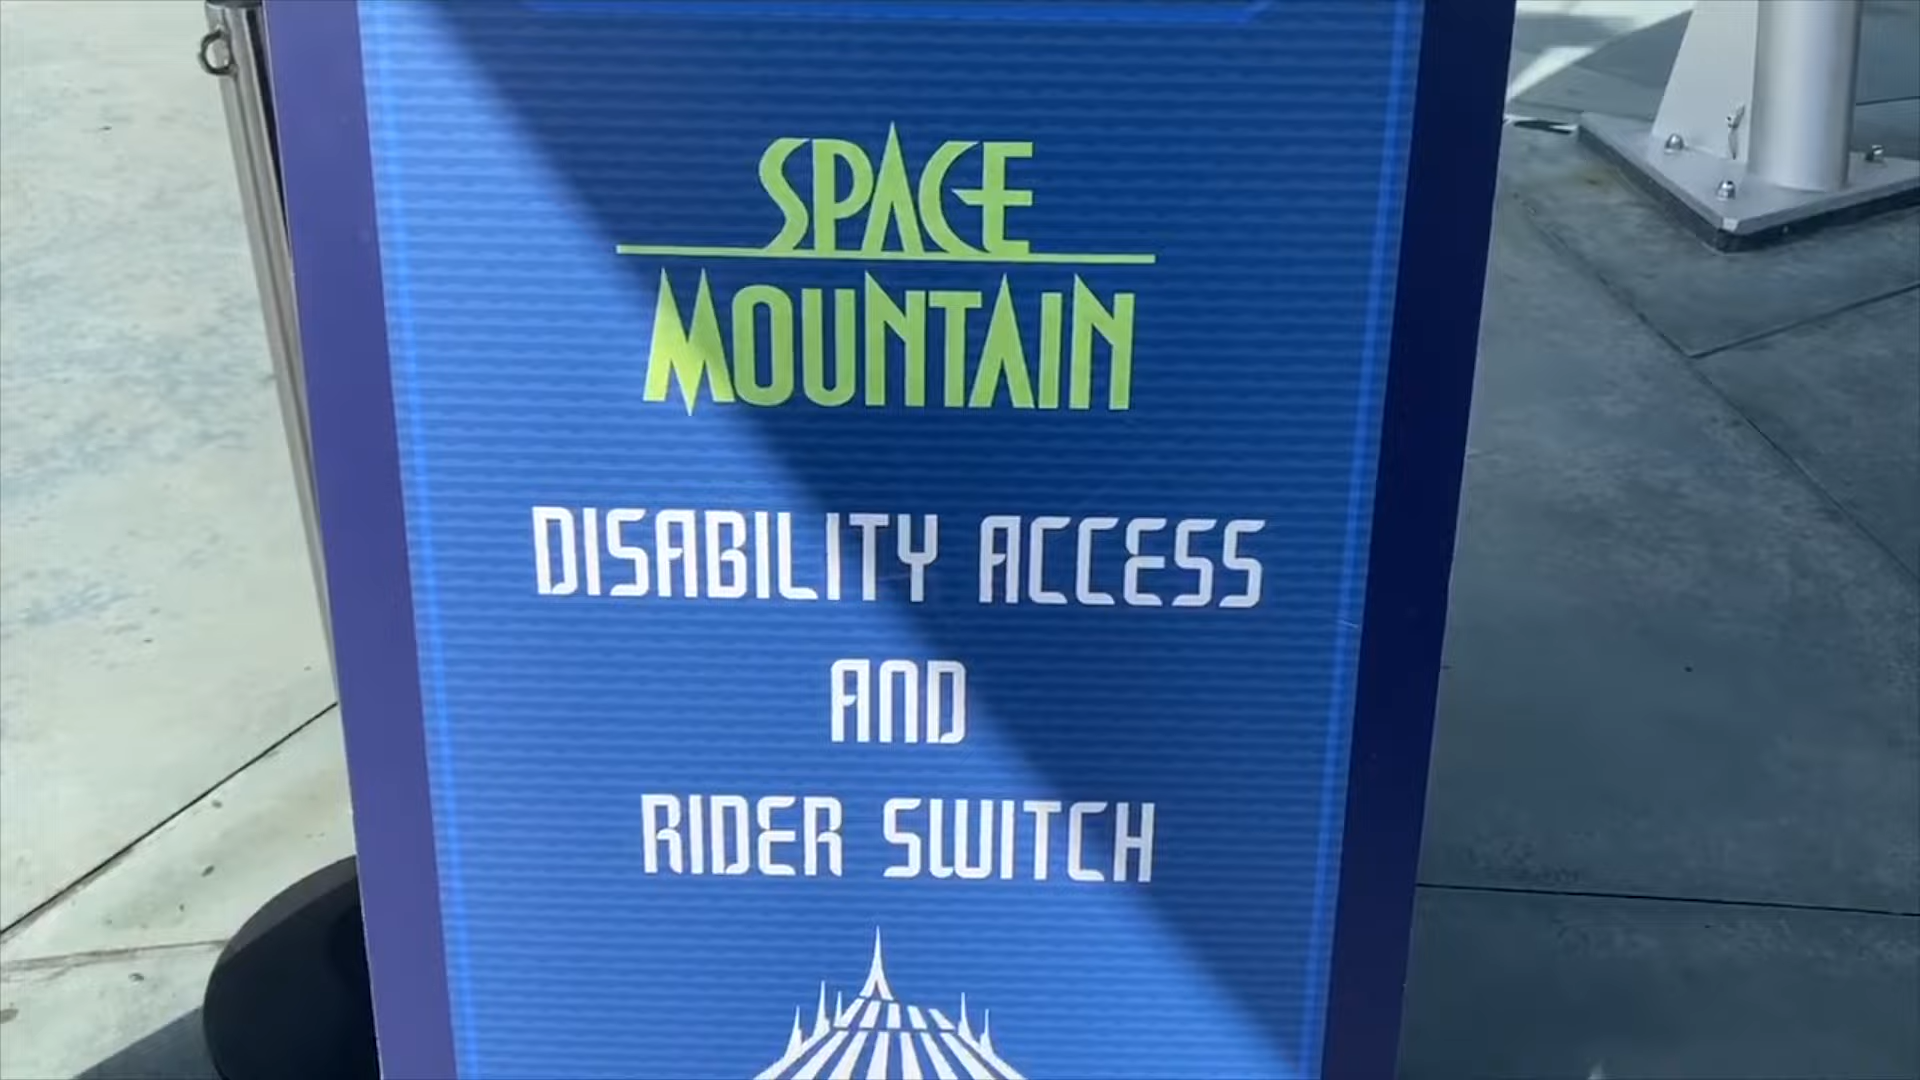 SPACE
MOUNTAIN
DISABILITY ACCESS
AND
RIDER SWITCH